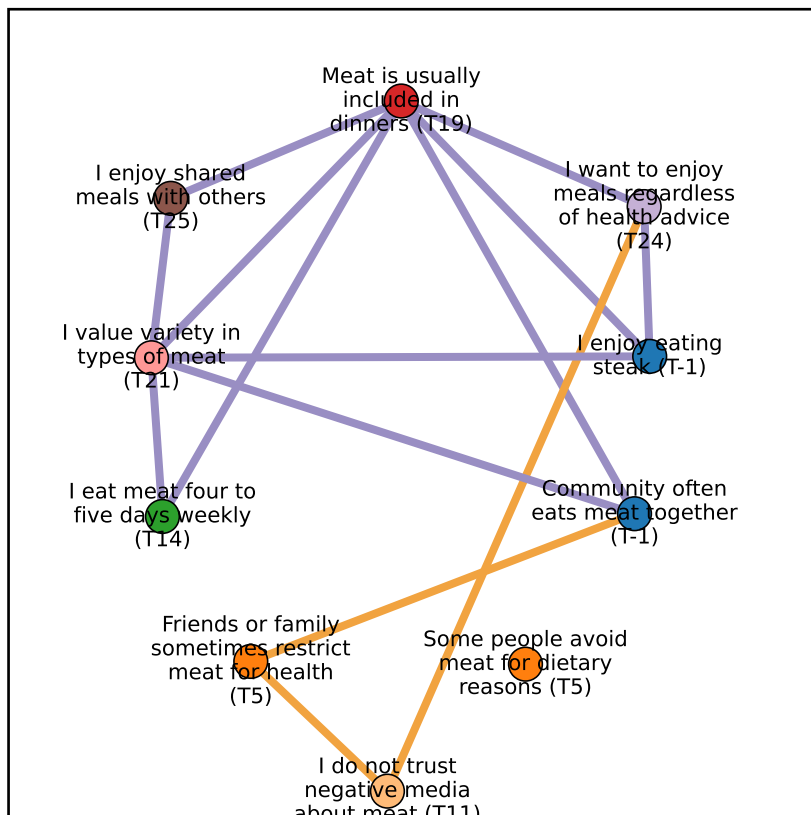 Meat is usually
included in
dinners (T19)
I enjoy shared
meals with others
(T25)
I want to enjoy
meals regardless
of health advice
(T24)
I value variety in
types of meat
(T21)
I enjoy eating
steak (T-1)
I eat meat four to
five days weekly
(T14)
Community often
eats meat together
(T-1)
Friends or family
sometimes restrict
meat for health
(T5)
Some people avoid
meat for dietary
reasons (T5)
I do not trust
negative media
about meat (T11)